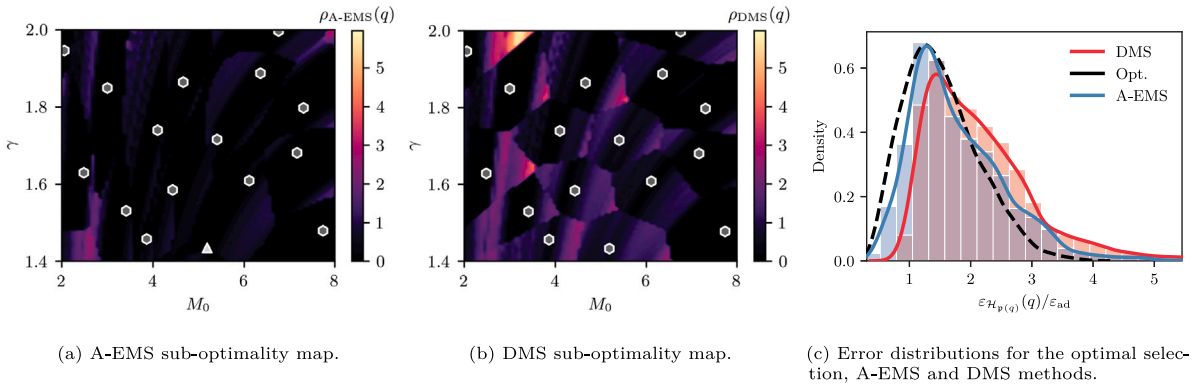 ρA-EMS(q)
2.0
1.8
1.6
1.4
γ
2
4
6
8
M0
5
4
3
2
1
0
(a) A-EMS sub-optimality map.
ρDMS(q)
2.0
1.8
1.6
1.4
γ
2
4
6
8
M0
5
4
3
2
1
0
(b) DMS sub-optimality map.
DMS
Opt.
A-EMS
0.6
0.4
0.2
0.0
Density
1
2
3
4
5
εℋ𝔭(q)(q)/εad
(c) Error distributions for the optimal selec-
tion, A-EMS and DMS methods.